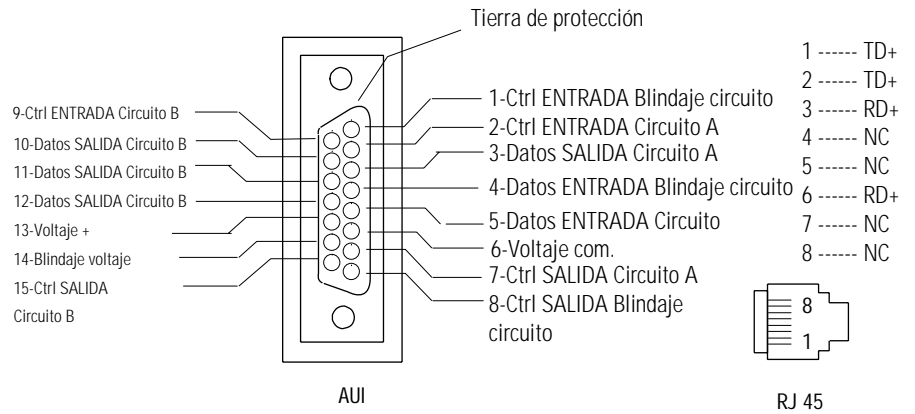 Tierra de protección
9-Ctrl ENTRADA Circuito B
10-Datos SALIDA Circuito B
11-Datos SALIDA Circuito B
12-Datos SALIDA Circuito B
13-Voltaje +
14-Blindaje voltaje
15-Ctrl SALIDA
Circuito B
1-Ctrl ENTRADA Blindaje circuito
2-Ctrl ENTRADA Circuito A
3-Datos SALIDA Circuito A
4-Datos ENTRADA Blindaje circuito
5-Datos ENTRADA Circuito
6-Voltaje com.
7-Ctrl SALIDA Circuito A
8-Ctrl SALIDA Blindaje
circuito
AUI
1 ------ TD+
2 ------ TD+
3 ------ RD+
4 ------ NC
5 ------ NC
6 ------ RD+
7 ------ NC
8 ------ NC
8
1
RJ 45